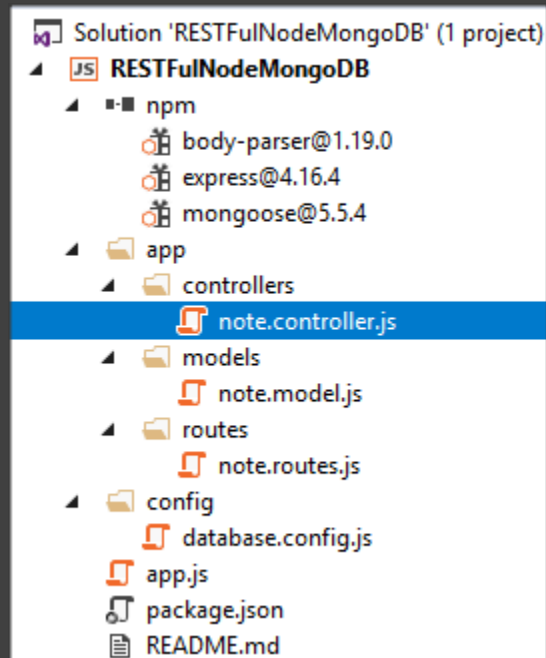 Solution 'RESTFulNodeMongoDB' (1 project)
JS RESTFulNodeMongoDB
npm
body-parser@1.19.0
express@4.16.4
mongoose@5.5.4
app
controllers
note.controller.js
models
note.model.js
routes
note.routes.js
config
database.config.js
app.js
package.json
README.md